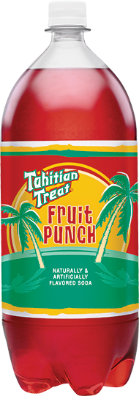 Tahitian
Treat
Fruit
PUNCH
NATURALLY &
ARTIFICIALLY
FLAVORED SODA